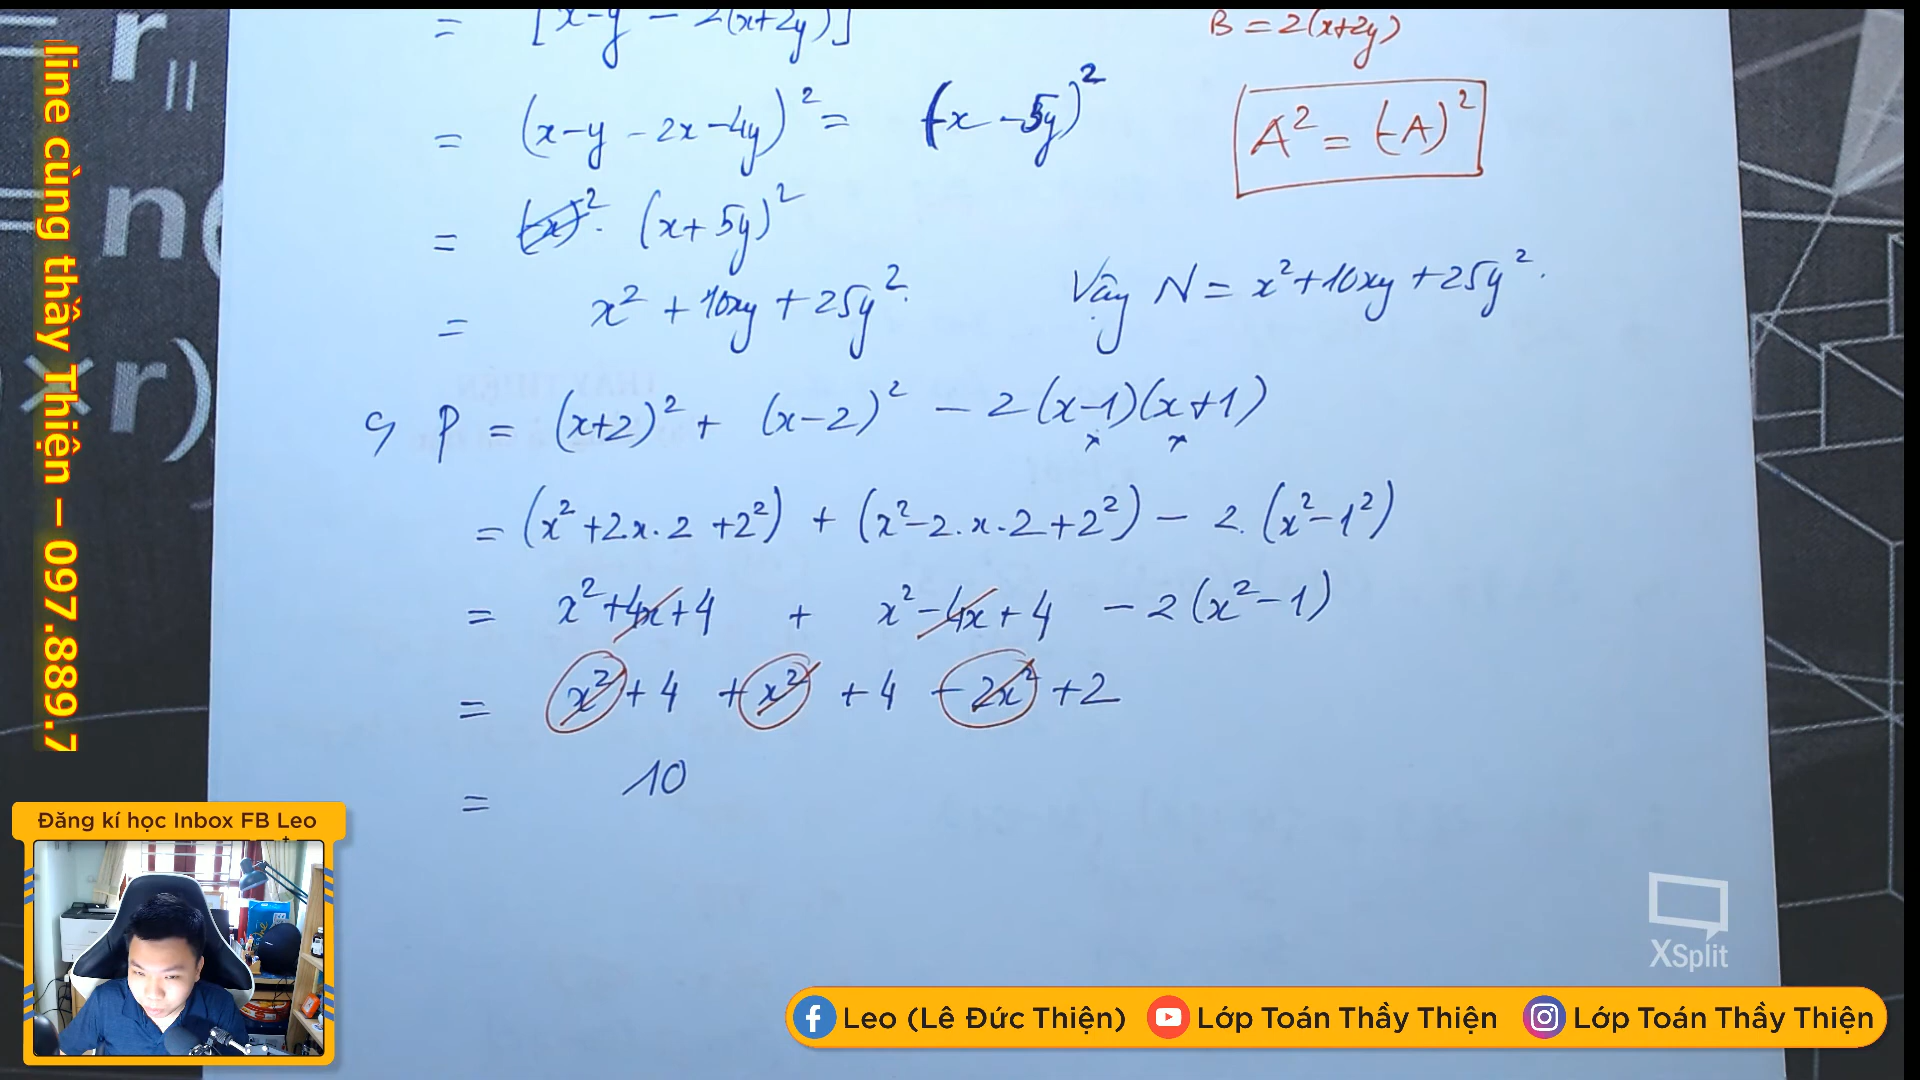 = [x-y - 2(x+2y)]
B = 2(x+2y)
= (x-y-2x-4y)² = (-x-5y)²
A² = (-A)²
= (-x)². (x+5y)²
= x² + 10xy + 25y².
Vậy N = x²+10xy+25y².
P = (x+2)² + (x-2)² - 2(x-1)(x+1)
= (x²+2x.2+2²) + (x²-2.x.2+2²) - 2.(x²-1²)
= x²+4x+4 + x²-4x+4 - 2(x²-1)
= x²+4 +x² +4 -2x² +2
= 10
line cùng thầy Thiện – 097.889.7
= r||
= n(
)*r)
Đăng kí học Inbox FB Leo
XSplit
Leo (Lê Đức Thiện) Lớp Toán Thầy Thiện Lớp Toán Thầy Thiện